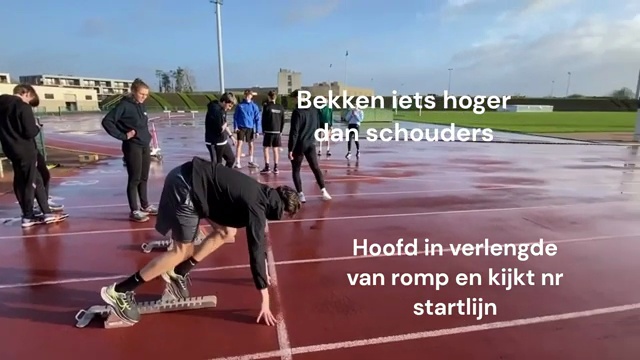 Bekken iets hoger
dan schouders
Hoofd in verlengde
van romp en kijkt nr
startlijn